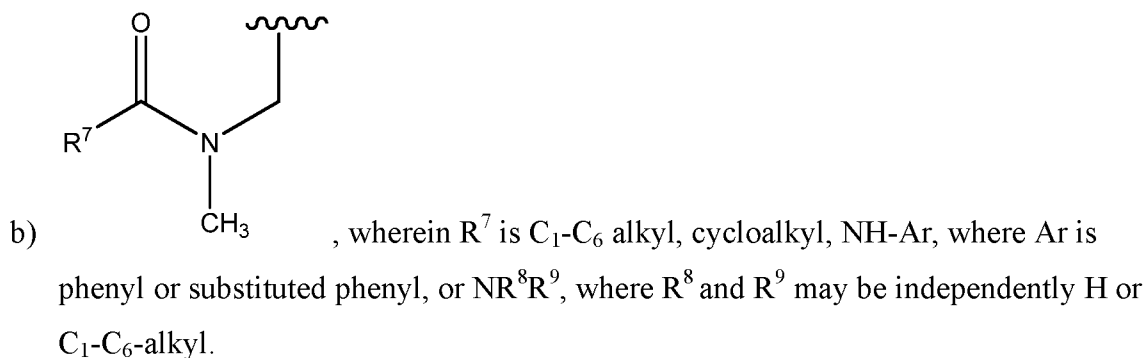 O
R⁷
N
CH₃
b) , wherein R⁷ is C₁-C₆ alkyl, cycloalkyl, NH-Ar, where Ar is
phenyl or substituted phenyl, or NR⁸R⁹, where R⁸ and R⁹ may be independently H or
C₁-C₆-alkyl.